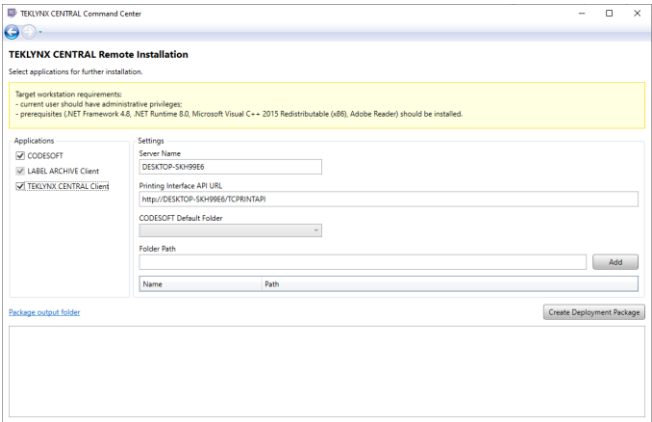 TEKLYNX CENTRAL Command Center
TEKLYNX CENTRAL Remote Installation
Select applications for further installation.
Target workstation requirements:
- current user should have administrative privileges;
- prerequisites (.NET Framework 4.8, .NET Runtime 8.0, Microsoft Visual C++ 2015 Redistributable (x86), Adobe Reader) should be installed.
Applications
CODESOFT
LABEL ARCHIVE Client
TEKLYNX CENTRAL Client
Settings
Server Name
DESKTOP-SKH99E6
Printing Interface API URL
http://DESKTOP-SKH99E6/TCPRINTAPI
CODESOFT Default Folder
Folder Path
Add
Name Path
Package output folder
Create Deployment Package